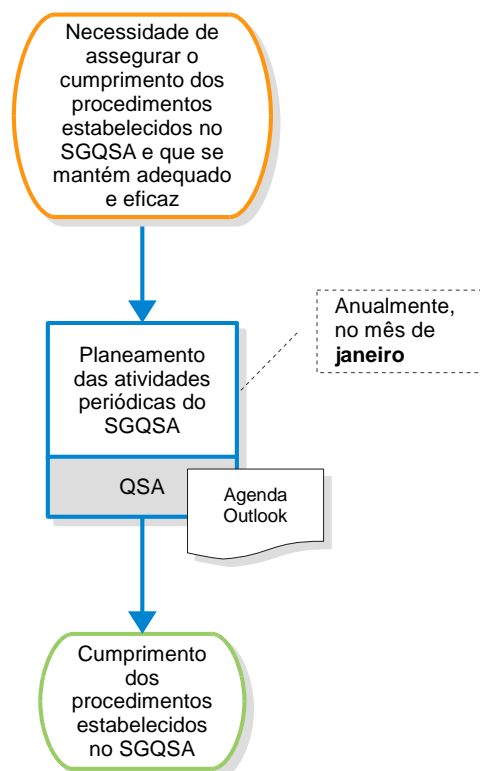 Necessidade de
assegurar o
cumprimento dos
procedimentos
estabelecidos no
SGQSA e que se
mantém adequado
e eficaz
Anualmente,
no mês de
janeiro
Planeamento
das atividades
periódicas do
SGQSA
QSA
Agenda
Outlook
Cumprimento
dos
procedimentos
estabelecidos
no SGQSA